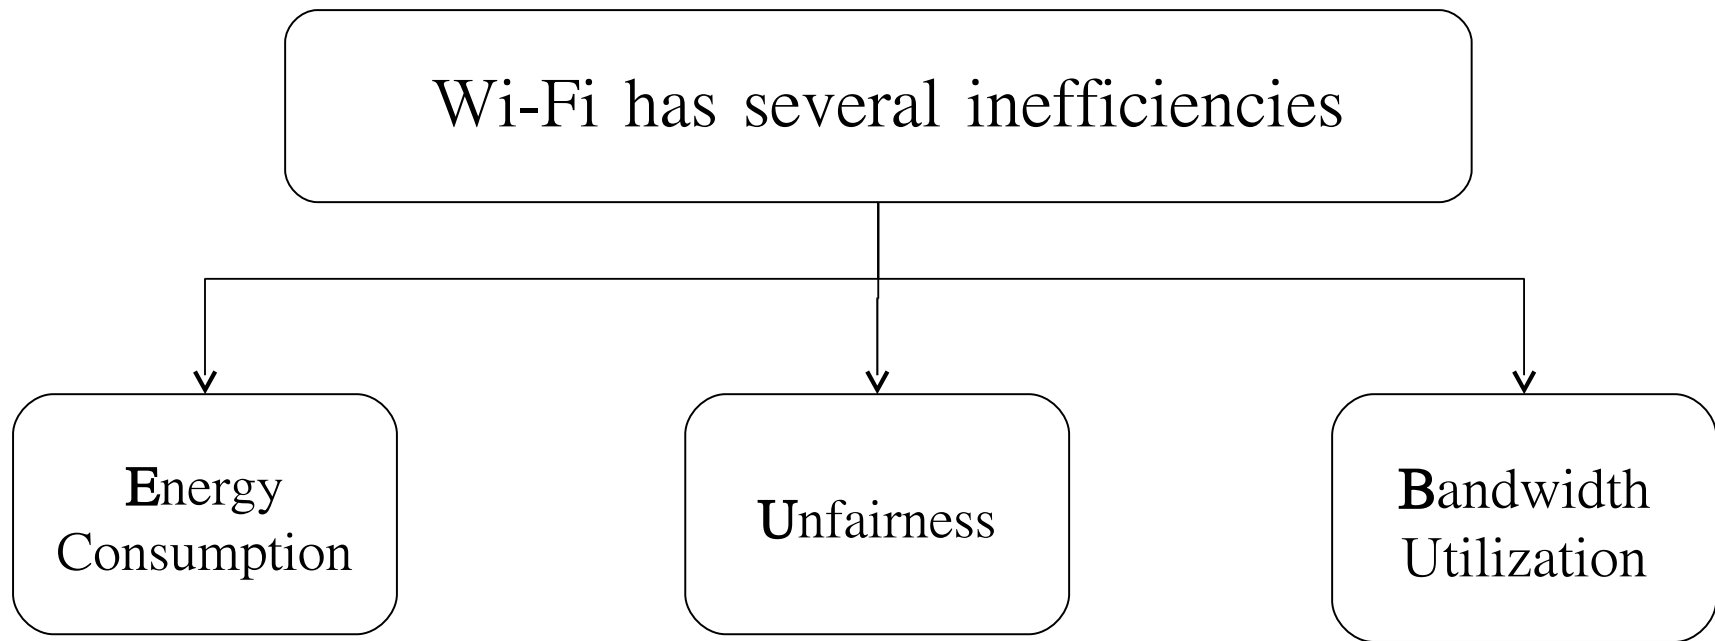 Wi-Fi has several inefficiencies
Energy
Consumption
Unfairness
Bandwidth
Utilization